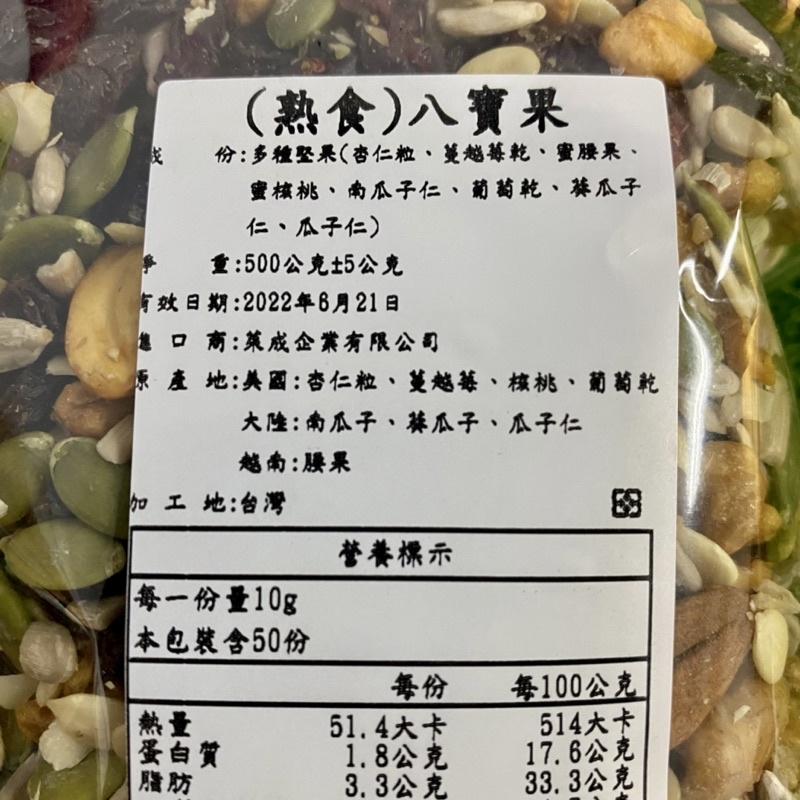 (熟食)八寶果
成 份:多種堅果(杏仁粒、蔓越莓乾、蜜腰果、
蜜核桃、南瓜子仁、葡萄乾、葵瓜子
仁、瓜子仁)
淨 重:500公克±5公克
有效日期:2022年6月21日
進 口 商:萊成企業有限公司
原 產 地:美國:杏仁粒、蔓越莓、核桃、葡萄乾
大陸:南瓜子、葵瓜子、瓜子仁
越南:腰果
加 工 地:台灣
營養標示
每一份量10g
本包裝含50份
每份 每100公克
熱量 51.4大卡 514大卡
蛋白質 1.8公克 17.6公克
脂肪 3.3公克 33.3公克